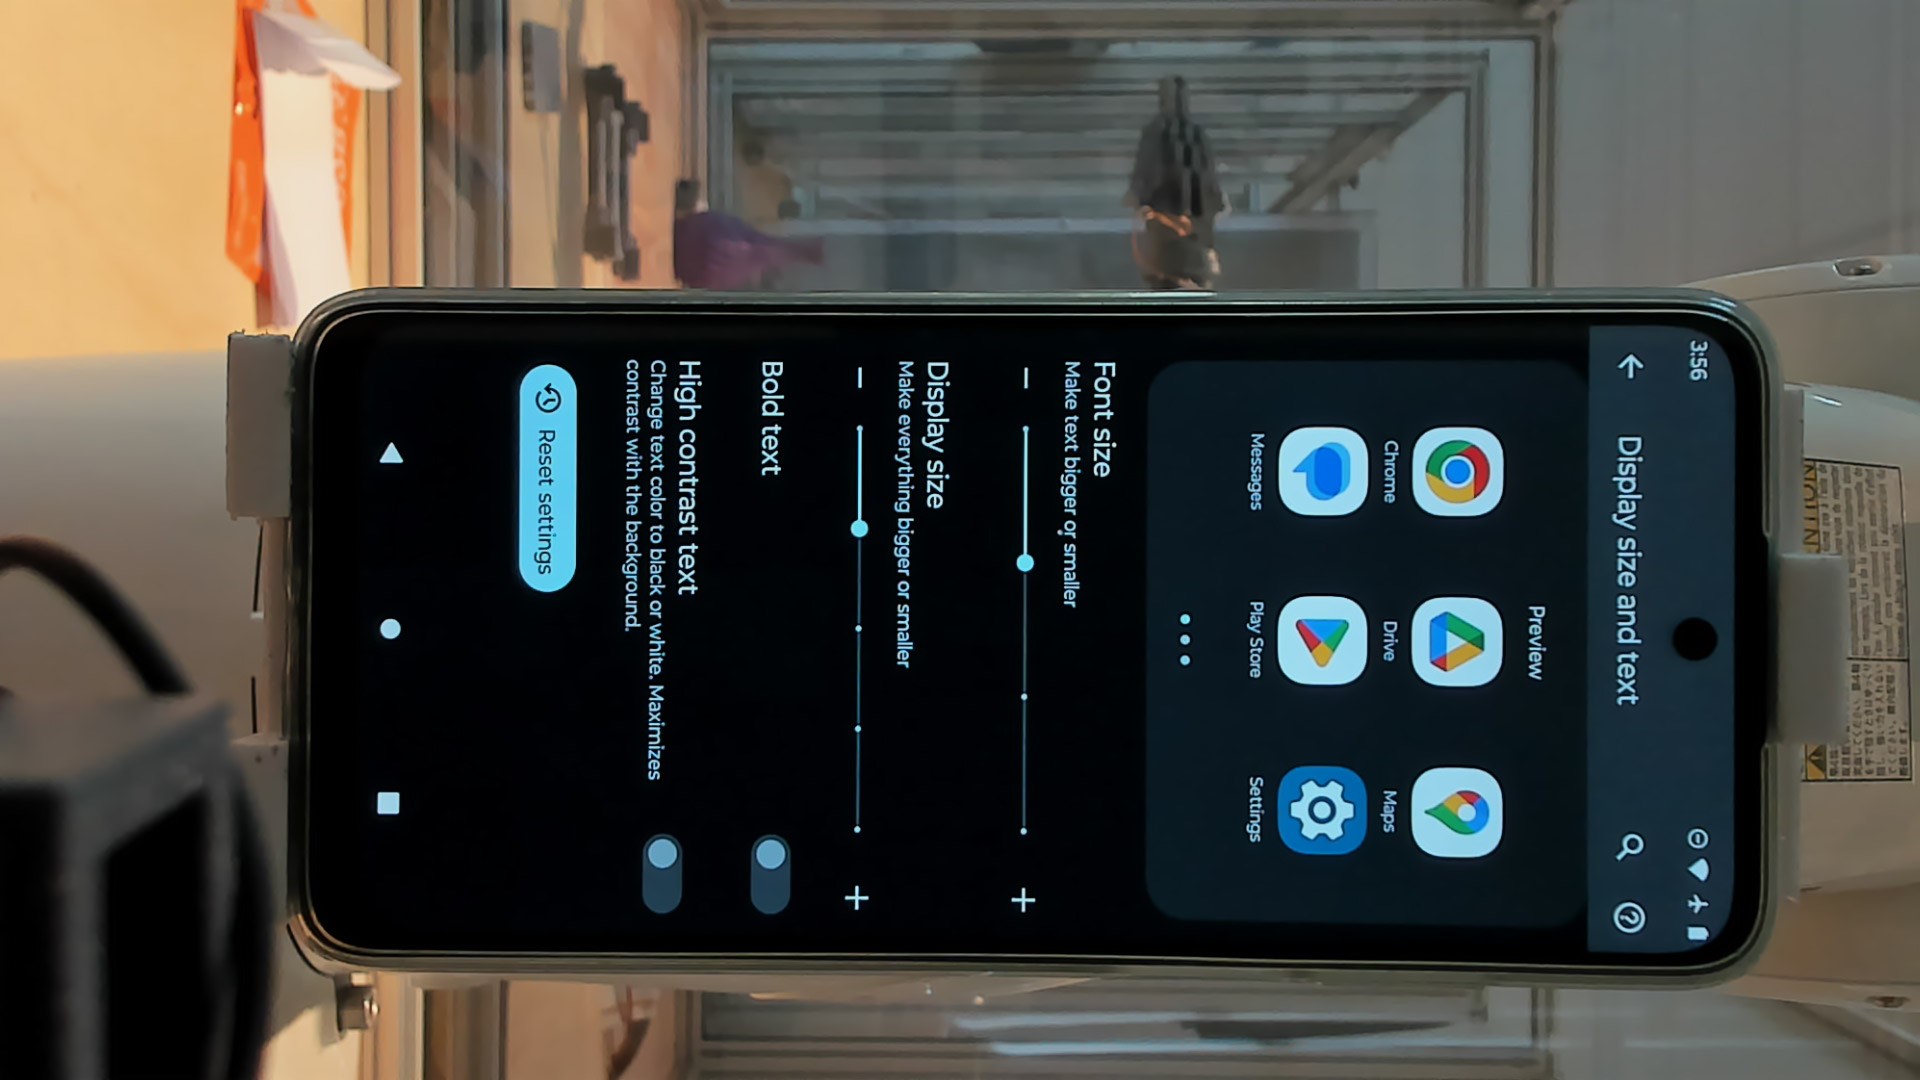 3:56
Display size and text
Preview
Chrome
Drive
Maps
Messages
Play Store
Settings
Font size
Make text bigger or smaller
Display size
Make everything bigger or smaller
Bold text
High contrast text
Change text color to black or white. Maximizes
contrast with the background.
Reset settings